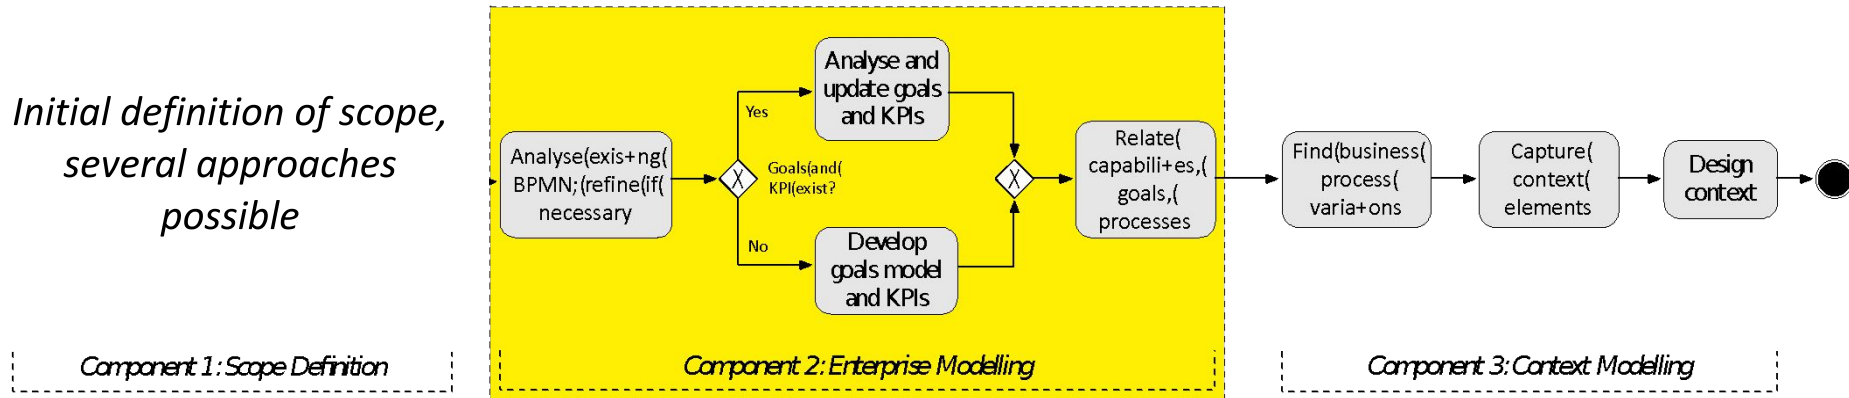 Initial definition of scope,
several approaches
possible
Analyse(exis+ng(
BPMN;(refine(if(
necessary
X
Yes
Goals(and(
KPI(exist?
No
Analyse and
update goals
and KPIs
Develop
goals model
and KPIs
X
Relate(
capabili+es,(
goals,(
processes
Find(business(
process(
varia+ons
Capture(
context(
elements
Design
context
Component 1: Scope Definition
Component 2: Enterprise Modelling
Component 3: Context Modelling